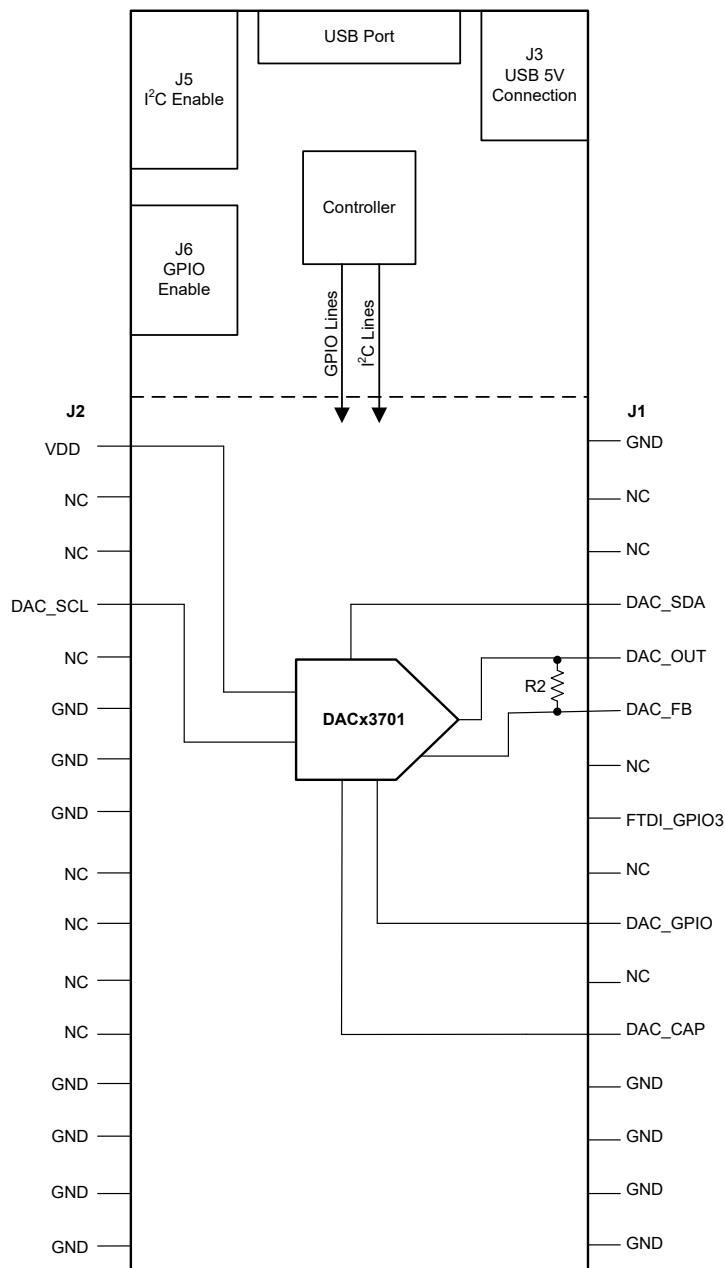 USB Port
J5
I²C Enable
J3
USB 5V
Connection
Controller
J6
GPIO
Enable
GPIO Lines
I²C Lines
J2
VDD
NC
NC
DAC_SCL
NC
GND
GND
GND
NC
NC
NC
NC
GND
GND
GND
GND
DACx3701
R2
J1
GND
NC
NC
DAC_SDA
DAC_OUT
DAC_FB
NC
FTDI_GPIO3
NC
DAC_GPIO
NC
DAC_CAP
GND
GND
GND
GND